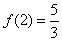 f(2) = 5/3